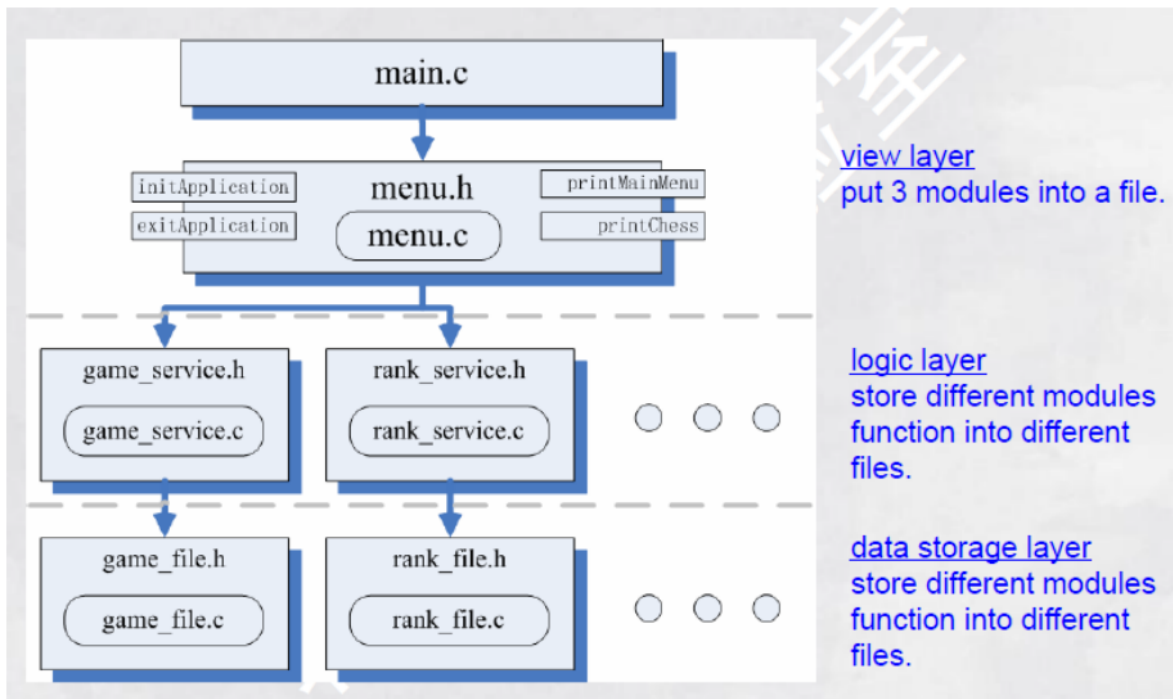 main.c
initApplication
exitApplication
menu.h
menu.c
printMainMenu
printChess
view layer
put 3 modules into a file.
game_service.h
game_service.c
rank_service.h
rank_service.c
logic layer
store different modules
function into different
files.
game_file.h
game_file.c
rank_file.h
rank_file.c
data storage layer
store different modules
function into different
files.
室